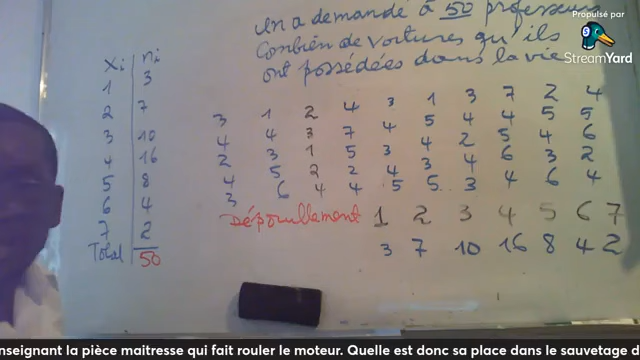 un a demandé à 50 professeurs
Combien de voitures qu'ils
ont possédées dans la vie
Propulsé par
StreamYard
xi ni
1 3
2 7
3 10
4 16
5 8
6 4
7 2
Total 50
3 1 2 4 3 1 3 7 2 4
4 4 3 7 4 5 4 4 5 5
2 3 1 5 3 4 2 5 4 6
4 5 2 2 4 3 4 6 3 2
3 6 4 4 5 5 3 4 6 4
Dépouillement 1 2 3 4 5 6 7
3 7 10 16 8 4 2
nseignant la pièce maitresse qui fait rouler le moteur. Quelle est donc sa place dans le sauvetage d